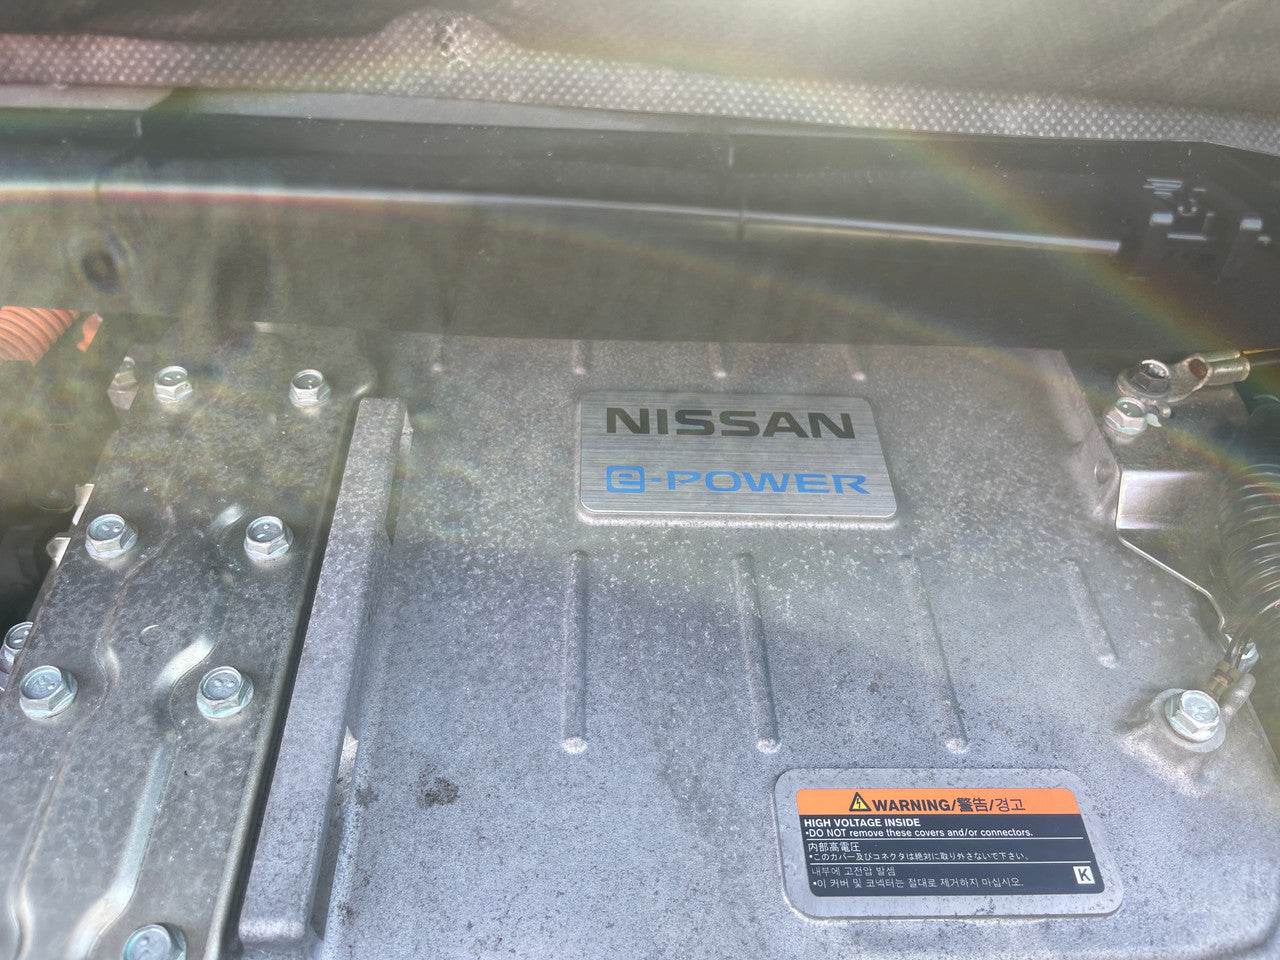 NISSAN
e-POWER
WARNING/警告/경고
HIGH VOLTAGE INSIDE
•DO NOT remove these covers and/or connectors.
内部高電圧
•このカバー及びコネクタは絶対に取り外さないで下さい。
내부에 고전압 발생
•이 커버 및 코넥터는 절대로 제거하지 마십시오.
K